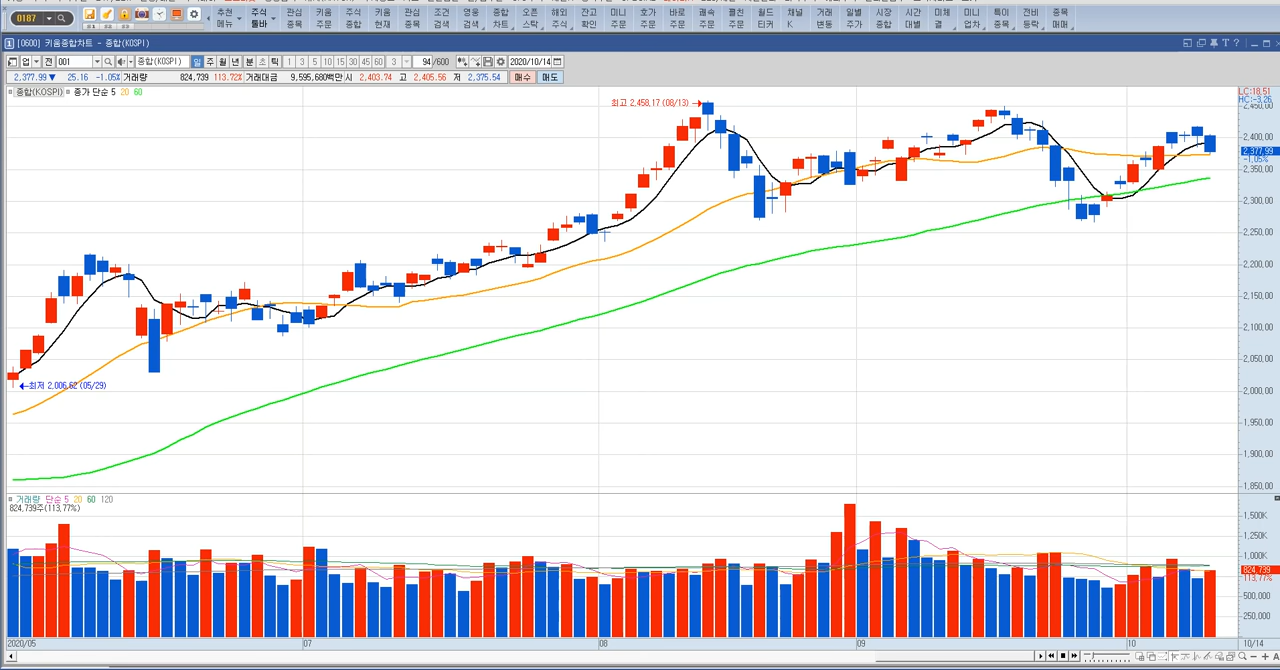 0187
추천 주식 관심 키움 주식 키움 관심 조건 영웅 종합 오픈 해외 잔고 미니 호가 바로 쾌속 플친 월드 채널 거래 일별 시장 시간 미체 미니 특이 전비 종목
메뉴 툴바 종목 주문 종합 현재 종목 검색 검색 차트 스탁 주식 확인 주문 주문 주문 주문 주문 티커 K 변동 주가 종합 대별 결 업차 종목 등락 매매
1 [0600] 키움종합차트 - 종합(KOSPI)
업 전 001 종합(KOSPI) 일 주 월 년 분 초 틱 1 3 5 10 15 30 45 60 3 94 /600 2020/10/14
2,377.99 ▼ 25.16 -1.05% 거래량 824,739 113.72% 거래대금 9,595,680백만 시 2,403.74 고 2,405.56 저 2,375.54 매수 매도
종합(KOSPI) 종가 단순 5 20 60
LC:18.51
HC:-3.26
최고 2,458.17 (08/13)
2,450.00
2,400.00
2,377.99
-1.05%
2,350.00
2,300.00
2,250.00
2,200.00
2,150.00
2,100.00
2,050.00
최저 2,006.62 (05/29)
2,000.00
1,950.00
1,900.00
1,850.00
거래량 단순 5 20 60 120
824,739주(113.77%)
1,500K
1,250K
1,000K
824,739
113.77%
500,000
250,000
2020/05 07 08 09 10 10/14